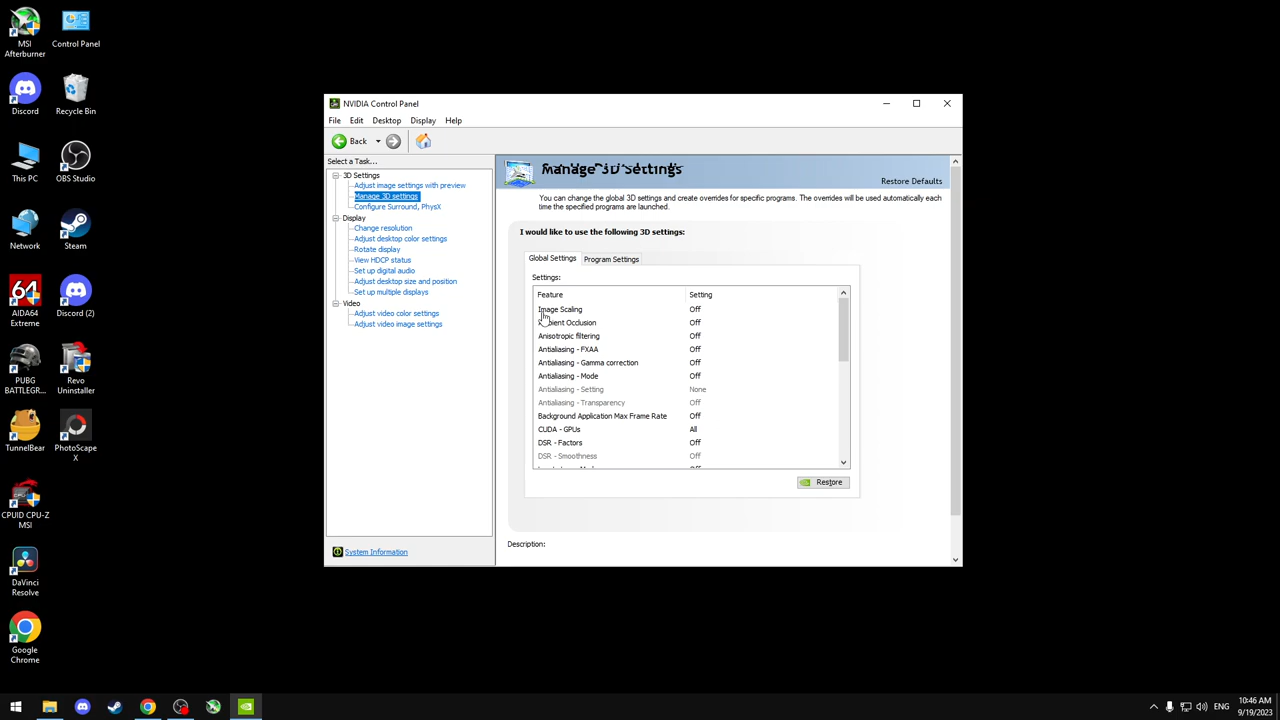 MSI
Afterburner
Control Panel
Discord
Recycle Bin
This PC
OBS Studio
Network
Steam
64
AIDA64
Extreme
Discord (2)
PUBG
BATTLEGR...
Revo
Uninstaller
TunnelBear
PhotoScape
X
CPUID CPU-Z
MSI
DaVinci
Resolve
Google
Chrome
NVIDIA Control Panel
File Edit Desktop Display Help
Back
Select a Task...
3D Settings
Adjust image settings with preview
Manage 3D settings
Configure Surround, PhysX
Display
Change resolution
Adjust desktop color settings
Rotate display
View HDCP status
Set up digital audio
Adjust desktop size and position
Set up multiple displays
Video
Adjust video color settings
Adjust video image settings
System Information
Manage 3D Settings
Restore Defaults
You can change the global 3D settings and create overrides for specific programs. The overrides will be used automatically each
time the specified programs are launched.
I would like to use the following 3D settings:
Global Settings Program Settings
Settings:
Feature Setting
Image Scaling Off
Occlusion Off
Anisotropic filtering Off
Antialiasing - FXAA Off
Antialiasing - Gamma correction Off
Antialiasing - Mode Off
Antialiasing - Setting None
Antialiasing - Transparency Off
Background Application Max Frame Rate Off
CUDA - GPUs All
DSR - Factors Off
DSR - Smoothness Off
Restore
Description:
ENG
10:46 AM
9/19/2023